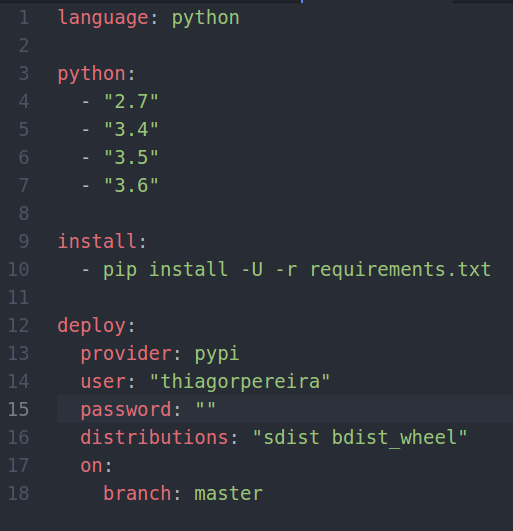 1 language: python
2
3 python:
4   - "2.7"
5   - "3.4"
6   - "3.5"
7   - "3.6"
8
9 install:
10   - pip install -U -r requirements.txt
11
12 deploy:
13   provider: pypi
14   user: "thiagorpereira"
15   password: ""
16   distributions: "sdist bdist_wheel"
17   on:
18     branch: master